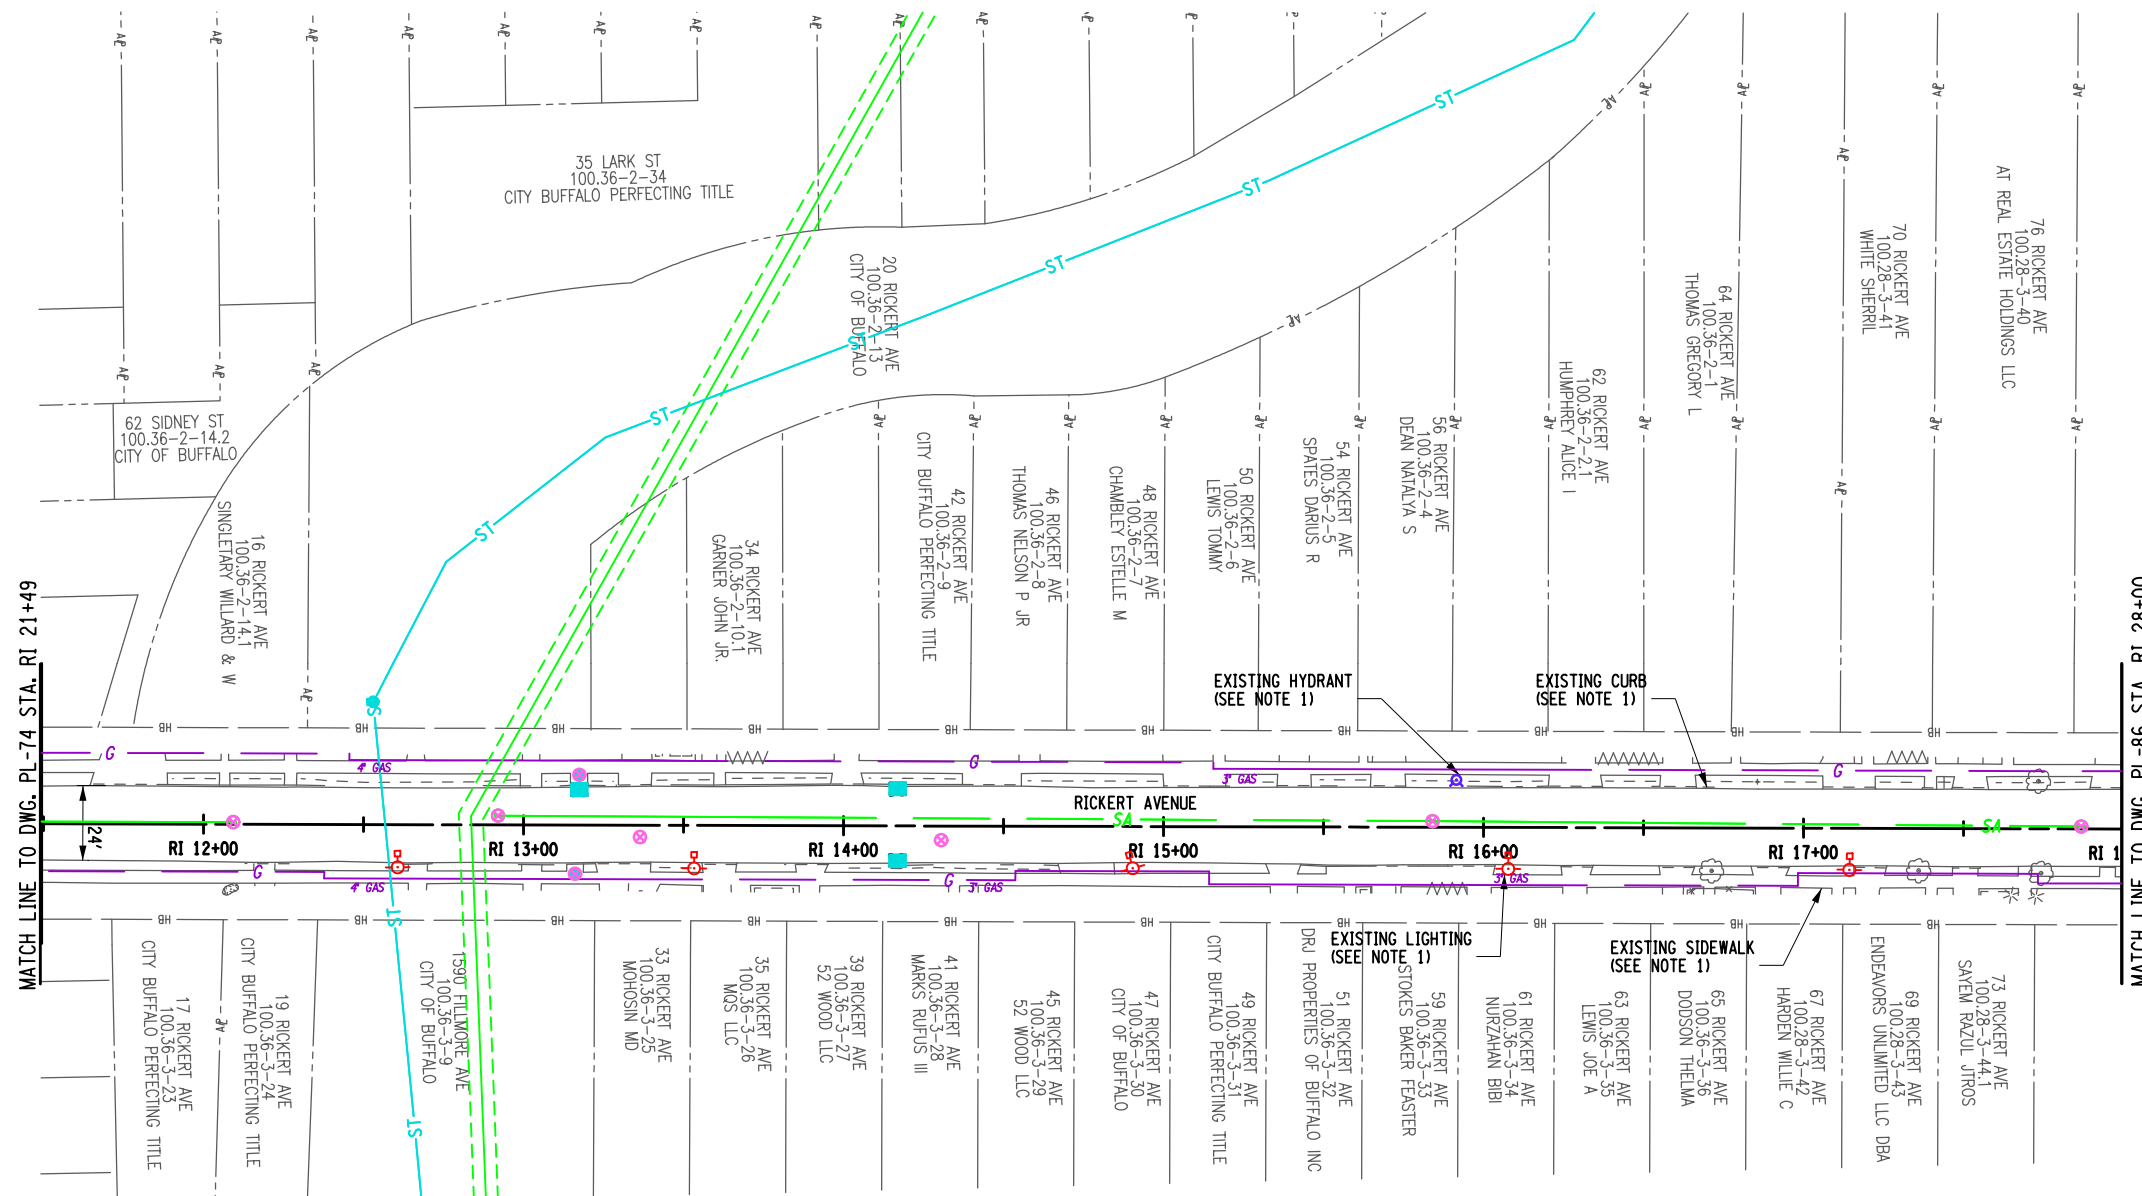 35 LARK ST
100.36-2-34
CITY BUFFALO PERFECTING TITLE
62 SIDNEY ST
100.36-2-14.2
CITY OF BUFFALO
16 RICKERT AVE
100.36-2-14.1
SINGLETARY WILLARD & W
20 RICKERT AVE
100.36-2-13
CITY OF BUFFALO
34 RICKERT AVE
100.36-2-10.1
GARNER JOHN JR.
42 RICKERT AVE
100.36-2-9
CITY BUFFALO PERFECTING TITLE
46 RICKERT AVE
100.36-2-8
THOMAS NELSON P JR
48 RICKERT AVE
100.36-2-7
CHAMBLEY ESTELLE M
50 RICKERT AVE
100.36-2-6
LEWIS TOMMY
54 RICKERT AVE
100.36-2-5
SPATES DARIUS R
56 RICKERT AVE
100.36-2-4
DEAN NATALYA S
62 RICKERT AVE
100.36-2-2.1
HUMPHREY ALICE I
64 RICKERT AVE
100.36-2-1
THOMAS GREGORY L
70 RICKERT AVE
100.28-3-41
WHITE SHERRIL
76 RICKERT AVE
100.28-3-40
AT REAL ESTATE HOLDINGS LLC
ST
ST
ST
ST
ST
ST
ST
ST
ST
MATCH LINE TO DWG. PL-74 STA. RI 21+49
EXISTING HYDRANT
(SEE NOTE 1)
EXISTING CURB
(SEE NOTE 1)
G
4" GAS
G
3" GAS
G
24'
RICKERT AVENUE
SA
SA
RI 12+00
RI 13+00
RI 14+00
RI 15+00
RI 16+00
RI 17+00
RI 1
G
4" GAS
G
3" GAS
3" GAS
EXISTING LIGHTING
(SEE NOTE 1)
EXISTING SIDEWALK
(SEE NOTE 1)
17 RICKERT AVE
100.36-3-23
CITY BUFFALO PERFECTING TITLE
19 RICKERT AVE
100.36-3-24
CITY BUFFALO PERFECTING TITLE
1590 FILLMORE AVE
100.36-3-9
CITY OF BUFFALO
33 RICKERT AVE
100.36-3-25
MOHOSIN MD
35 RICKERT AVE
100.36-3-26
MQS LLC
39 RICKERT AVE
100.36-3-27
52 WOOD LLC
41 RICKERT AVE
100.36-3-28
MARKS RUFUS III
45 RICKERT AVE
100.36-3-29
52 WOOD LLC
47 RICKERT AVE
100.36-3-30
CITY OF BUFFALO
49 RICKERT AVE
100.36-3-31
CITY BUFFALO PERFECTING TITLE
51 RICKERT AVE
100.36-3-32
DRJ PROPERTIES OF BUFFALO INC
59 RICKERT AVE
100.36-3-33
STOKES BAKER FEASTER
61 RICKERT AVE
100.36-3-34
NURZAHAN BIBI
63 RICKERT AVE
100.36-3-35
LEWIS JOE A
65 RICKERT AVE
100.36-3-36
DODSON THELMA
67 RICKERT AVE
100.28-3-42
HARDEN WILLIE C
69 RICKERT AVE
100.28-3-43
ENDEAVORS UNLIMITED LLC DBA
73 RICKERT AVE
100.28-3-44.1
SAYEM RAZUL JTROS